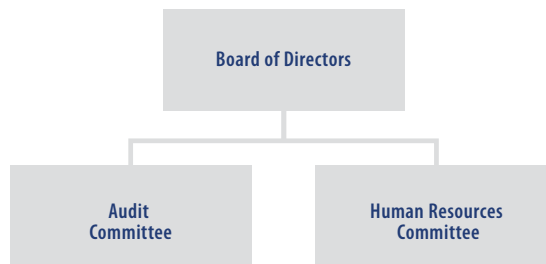 Board of Directors
Audit
Committee
Human Resources
Committee